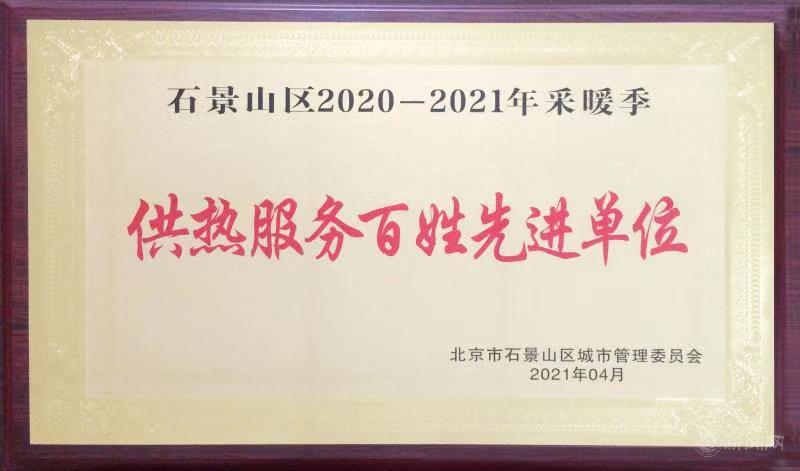 石景山区2020－2021年采暖季
供热服务百姓先进单位
北京市石景山区城市管理委员会
2021年04月